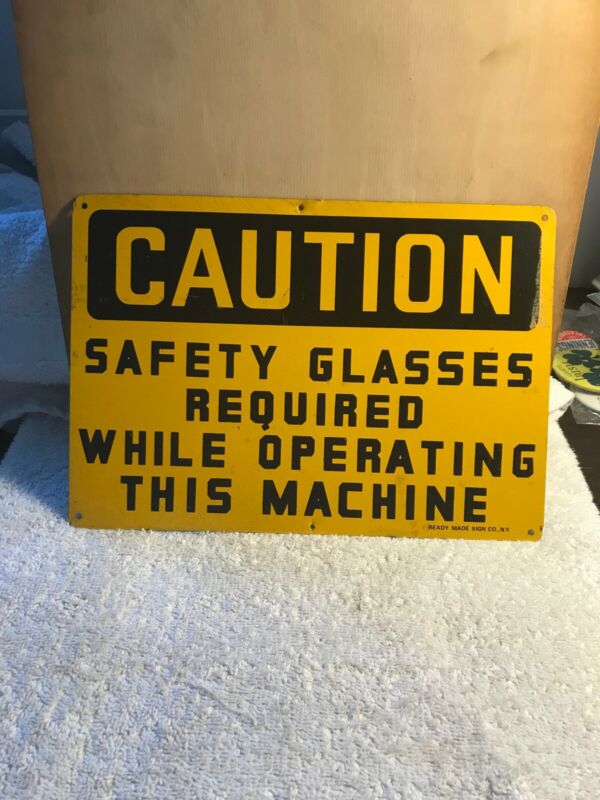 CAUTION
SAFETY GLASSES
REQUIRED
WHILE OPERATING
THIS MACHINE
READY MADE SIGN CO., N.Y.